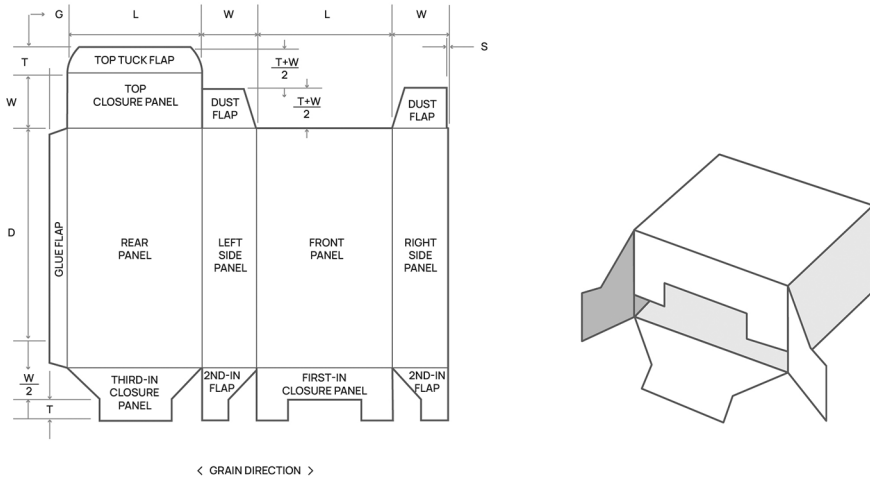 G
L
W
L
W
S
T
TOP TUCK FLAP
T+W
2
W
TOP
CLOSURE PANEL
DUST
FLAP
T+W
2
DUST
FLAP
D
GLUE FLAP
REAR
PANEL
LEFT
SIDE
PANEL
FRONT
PANEL
RIGHT
SIDE
PANEL
W
2
T
THIRD-IN
CLOSURE
PANEL
2ND-IN
FLAP
FIRST-IN
CLOSURE PANEL
2ND-IN
FLAP
< GRAIN DIRECTION >